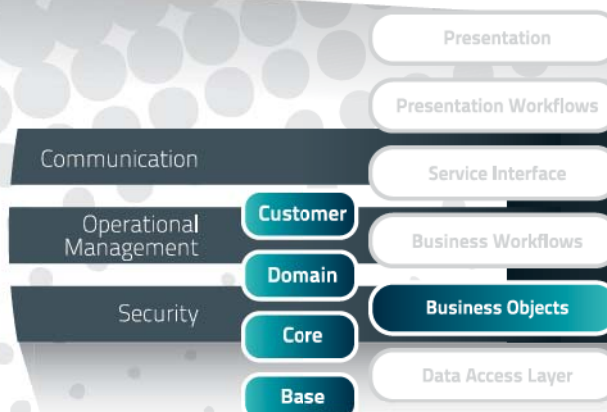 Presentation
Presentation Workflows
Communication
Service Interface
Customer
Operational
Management
Business Workflows
Domain
Security
Business Objects
Core
Data Access Layer
Base